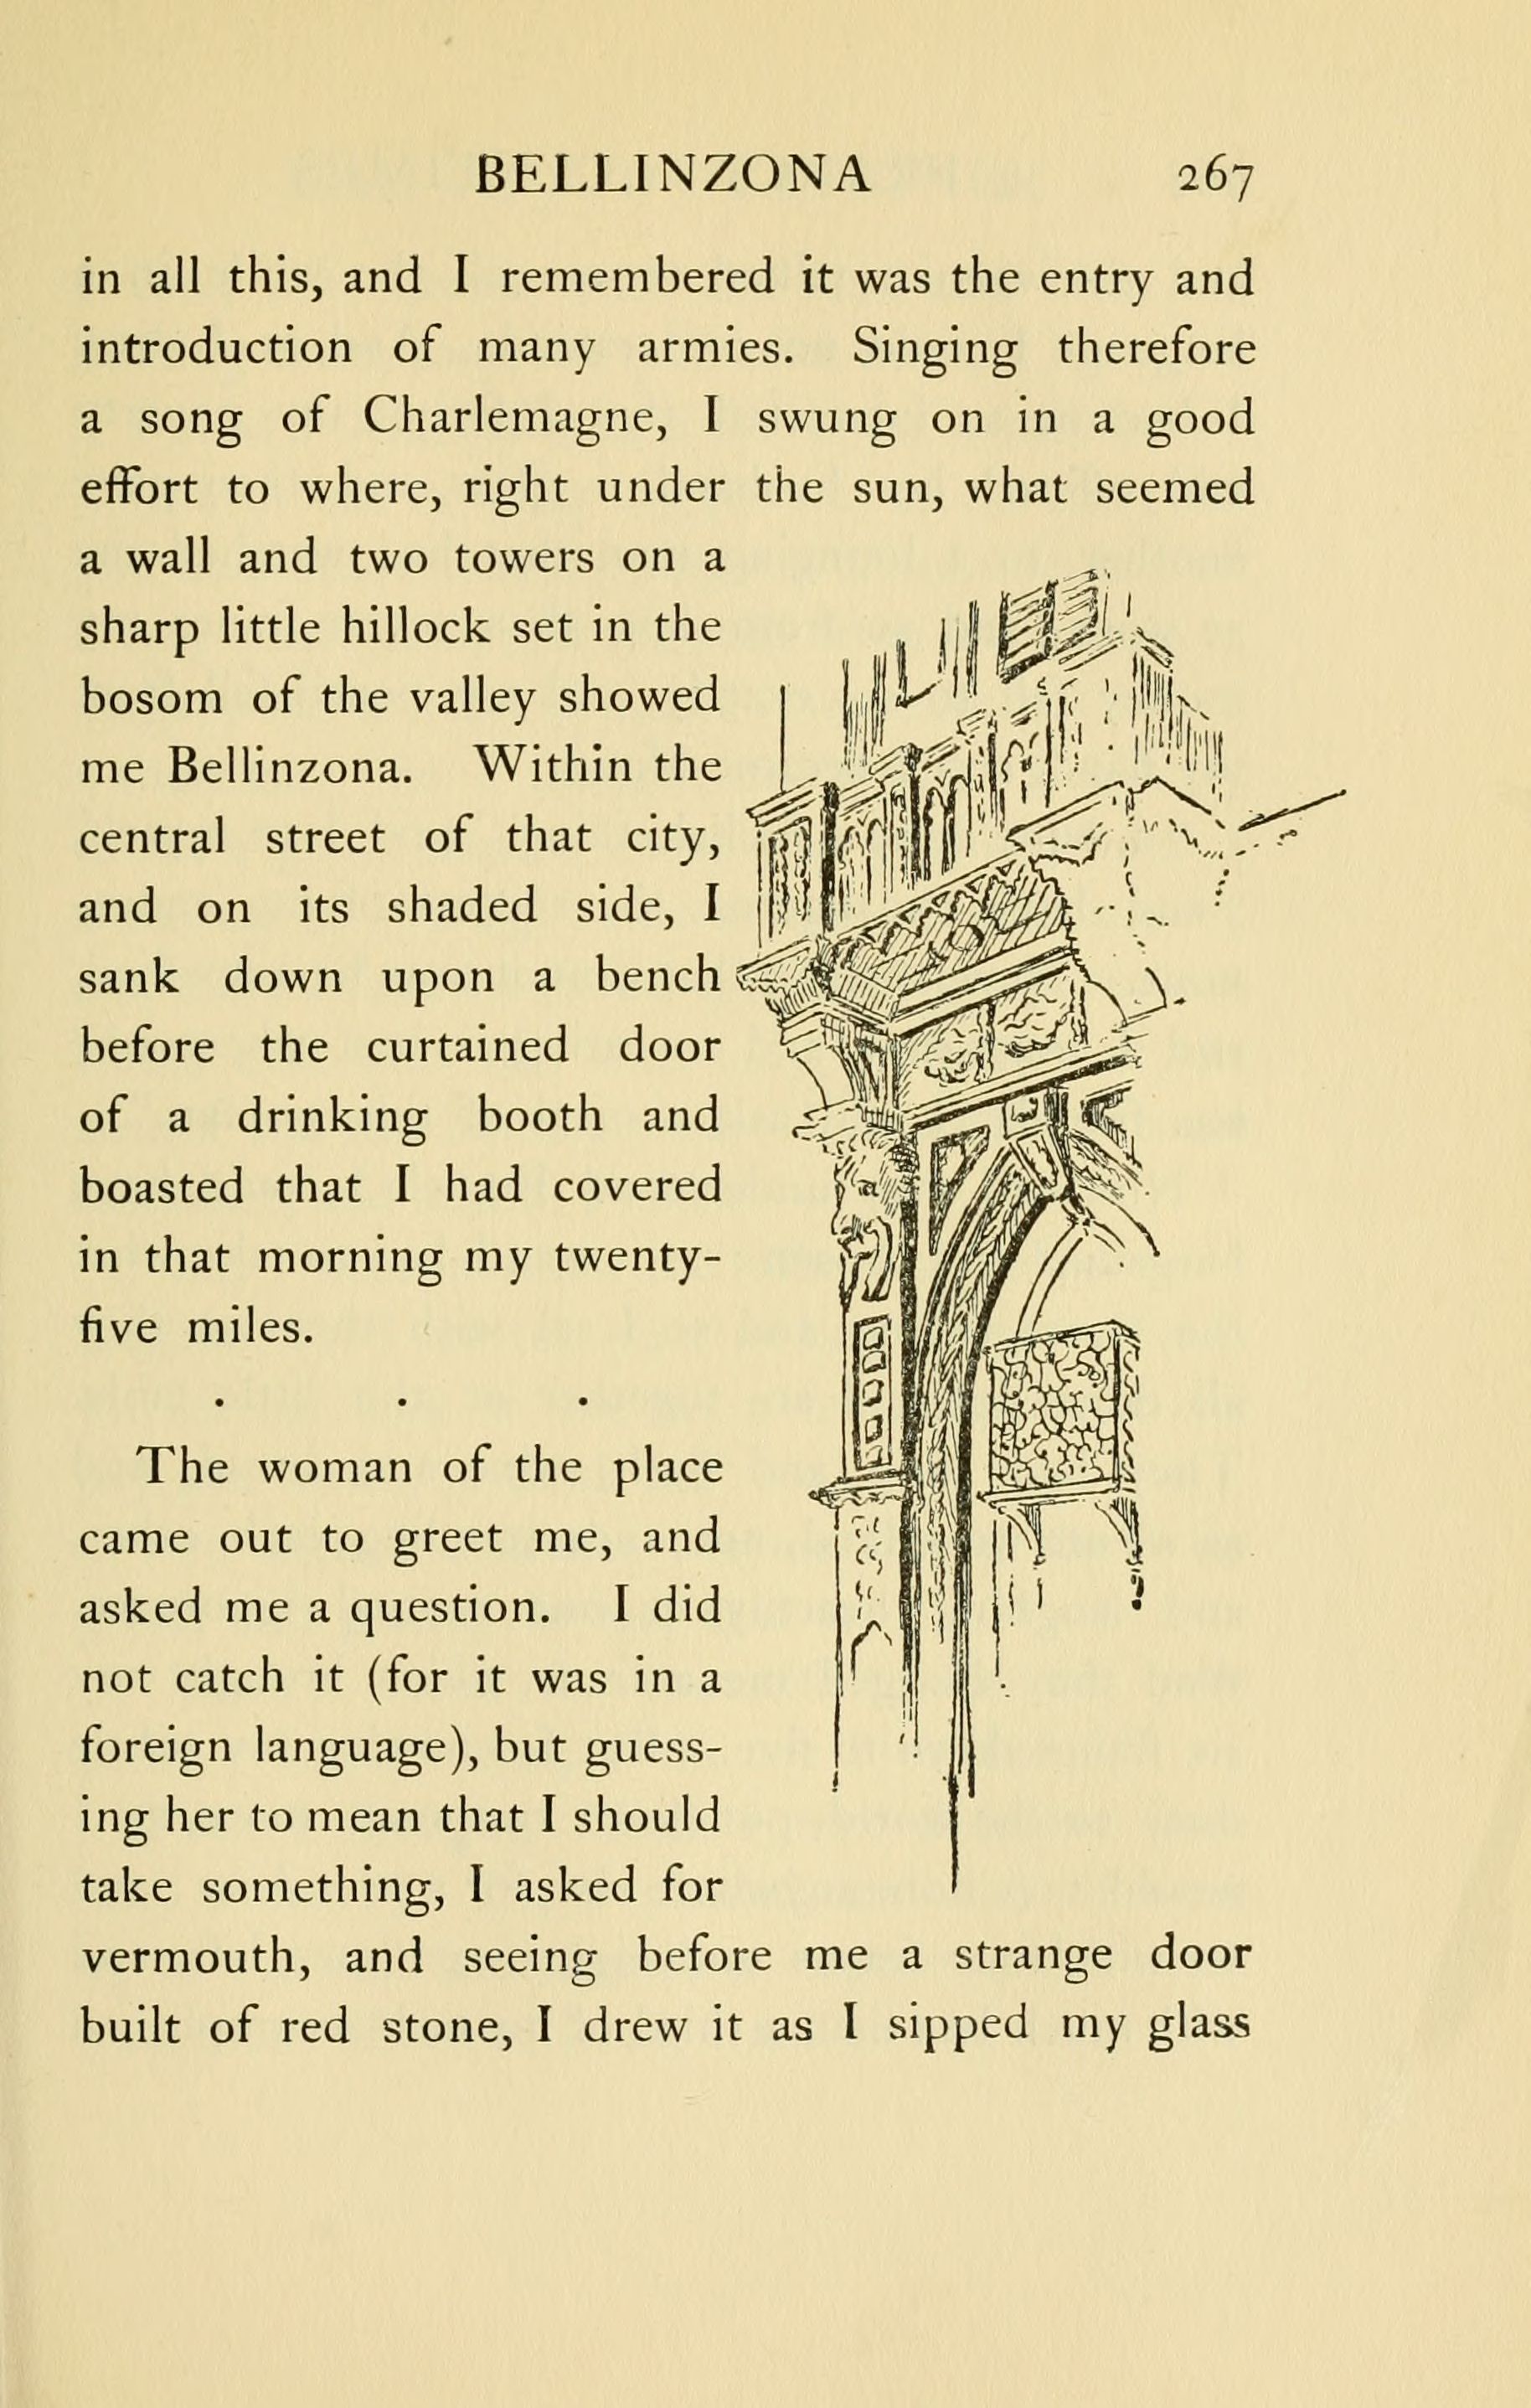 BELLINZONA 267
in all this, and I remembered it was the entry and
introduction of many armies. Singing therefore
a song of Charlemagne, I swung on in a good
effort to where, right under the sun, what seemed
a wall and two towers on a
sharp little hillock set in the
bosom of the valley showed
me Bellinzona. Within the
central street of that city,
and on its shaded side, I
sank down upon a bench
before the curtained door
of a drinking booth and
boasted that I had covered
in that morning my twenty-
five miles.
. . .
The woman of the place
came out to greet me, and
asked me a question. I did
not catch it (for it was in a
foreign language), but guess-
ing her to mean that I should
take something, I asked for
vermouth, and seeing before me a strange door
built of red stone, I drew it as I sipped my glass